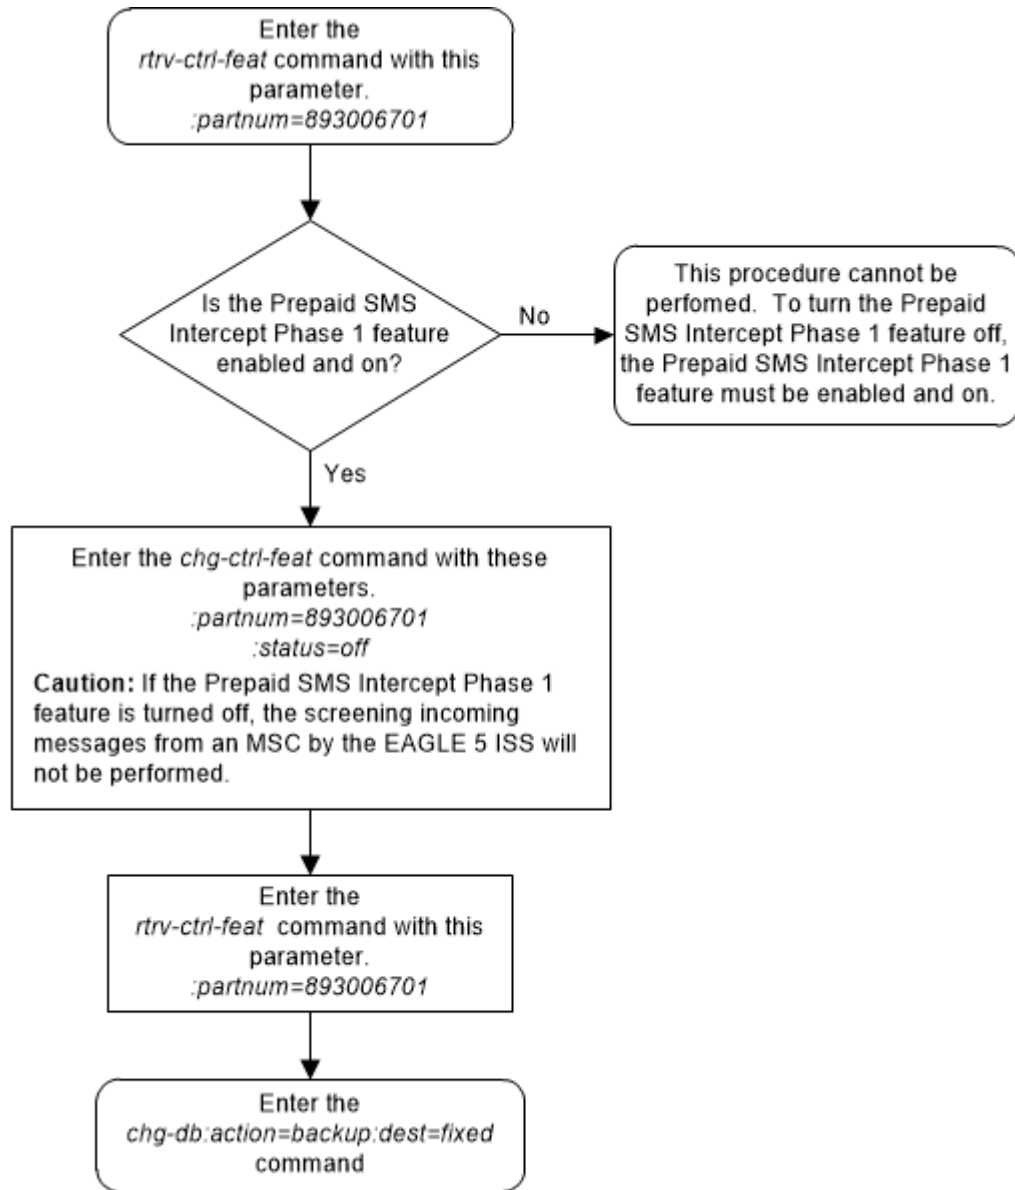 Enter the
rtrv-ctrl-feat command with this
parameter.
:partnum=893006701
Is the Prepaid SMS
Intercept Phase 1 feature
enabled and on?
No
This procedure cannot be
perfomed. To turn the Prepaid
SMS Intercept Phase 1 feature off,
the Prepaid SMS Intercept Phase 1
feature must be enabled and on.
Yes
Enter the chg-ctrl-feat command with these
parameters.
:partnum=893006701
:status=off
Caution: If the Prepaid SMS Intercept Phase 1
feature is turned off, the screening incoming
messages from an MSC by the EAGLE 5 ISS will
not be performed.
Enter the
rtrv-ctrl-feat command with this
parameter.
:partnum=893006701
Enter the
chg-db:action=backup:dest=fixed
command